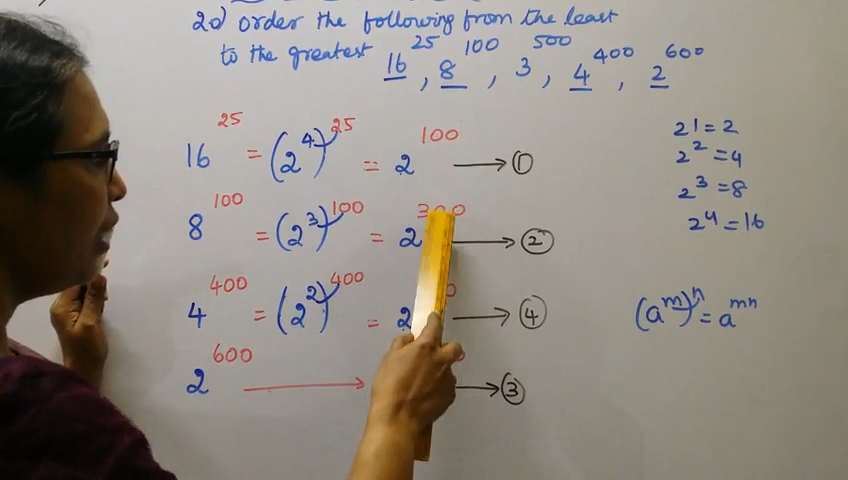 20) order the following from the least
to the greatest 16^25, 8^100, 3^500, 4^400, 2^600
16^25 = (2^4)^25 = 2^100 → ①
8^100 = (2^3)^100 = 2^300 → ②
4^400 = (2^2)^400 = 2 → ④
2^600 → → ③
2^1 = 2
2^2 = 4
2^3 = 8
2^4 = 16
(a^m)^n = a^mn